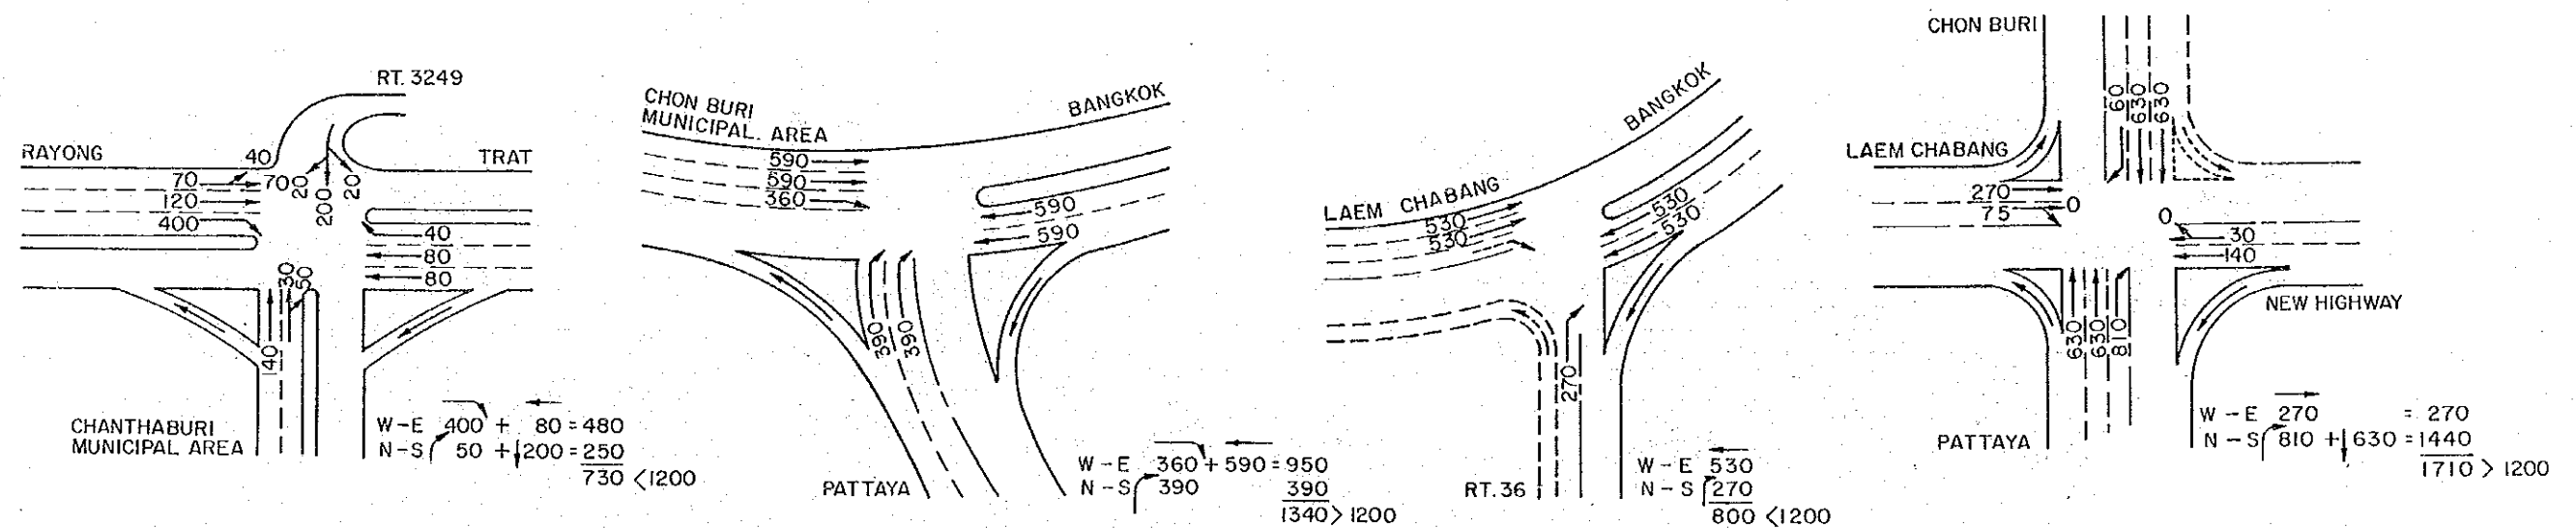 RT. 3249
RAYONG
40
TRAT
70
70
20
200
20
120
400
40
80
80
30
50
140
CHANTHABURI
MUNICIPAL AREA
W-E 400 + 80 = 480
N-S 50 + 200 = 250
730 < 1200
CHON BURI
MUNICIPAL. AREA
BANGKOK
590
590
360
590
590
390
390
PATTAYA
W-E 360 + 590 = 950
N-S 390 390
1340 > 1200
BANGKOK
LAEM CHABANG
530
530
530
530
270
RT. 36
W-E 530
N-S 270
800 < 1200
CHON BURI
60
630
630
LAEM CHABANG
270
75
0
0
30
140
NEW HIGHWAY
630
630
810
PATTAYA
W-E 270 = 270
N-S 810 + 630 = 1440
1710 > 1200